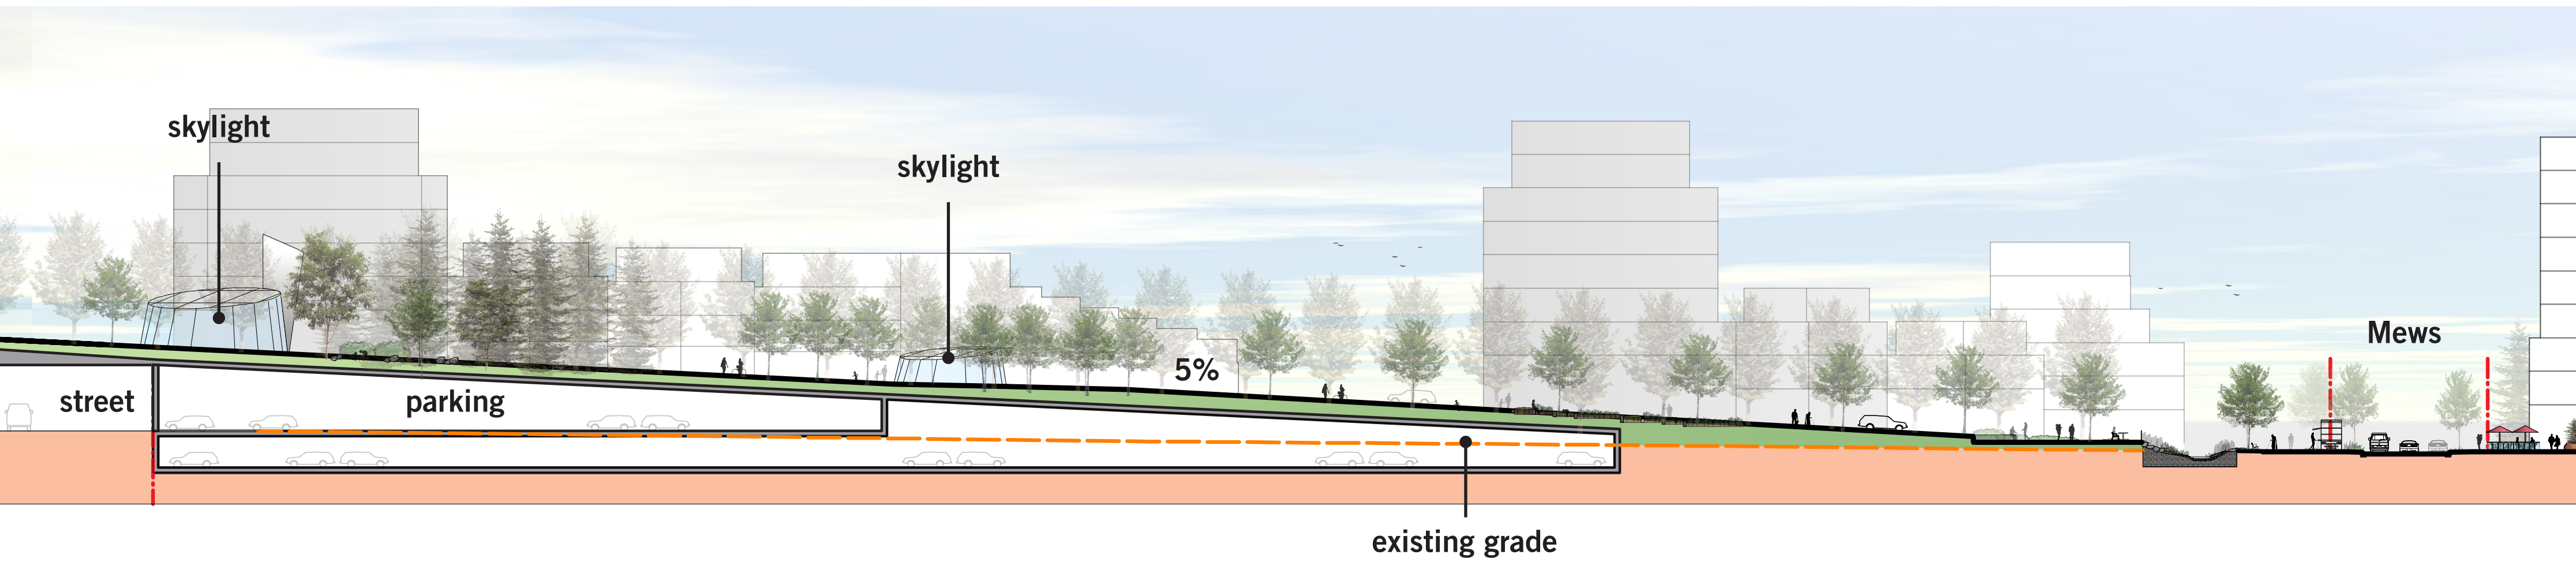 skylight
skylight
Mews
5%
street
parking
existing grade